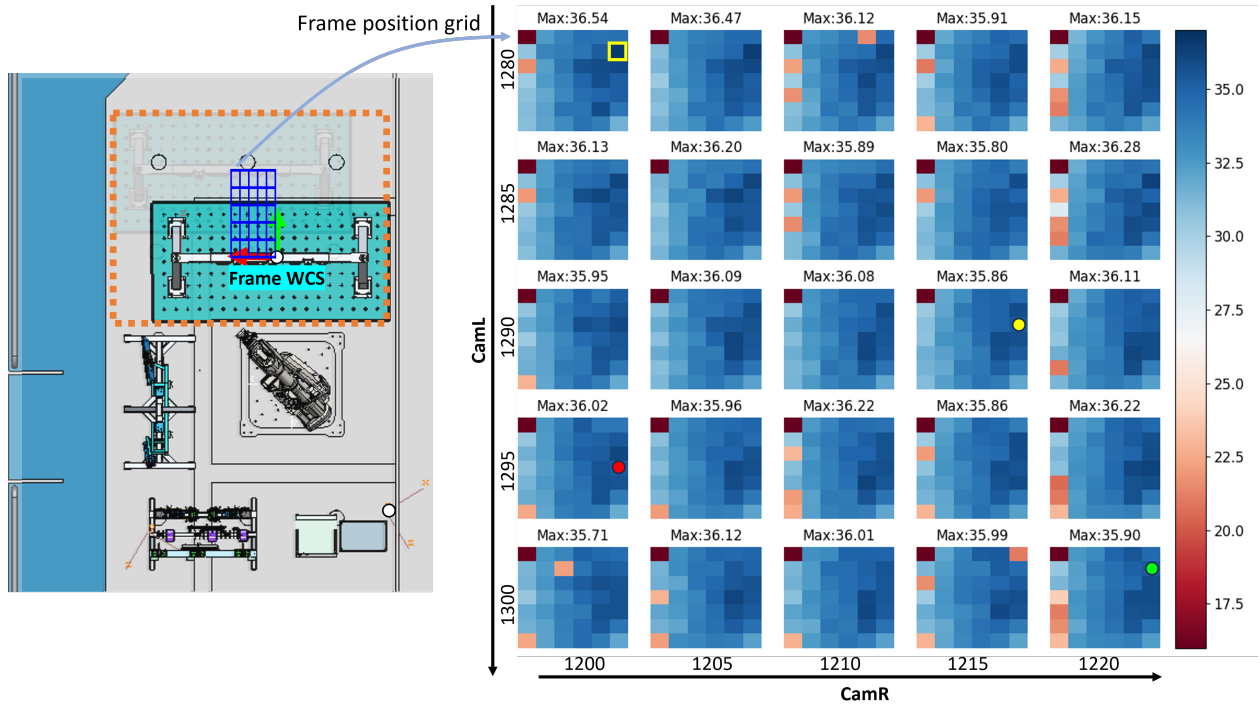 Frame position grid
Frame WCS
CamL
1280
1285
1290
1295
1300
Max:36.54 Max:36.47 Max:36.12 Max:35.91 Max:36.15
Max:36.13 Max:36.20 Max:35.89 Max:35.80 Max:36.28
Max:35.95 Max:36.09 Max:36.08 Max:35.86 Max:36.11
Max:36.02 Max:35.96 Max:36.22 Max:35.86 Max:36.22
Max:35.71 Max:36.12 Max:36.01 Max:35.99 Max:35.90
1200 1205 1210 1215 1220
CamR
35.0
32.5
30.0
27.5
25.0
22.5
20.0
17.5